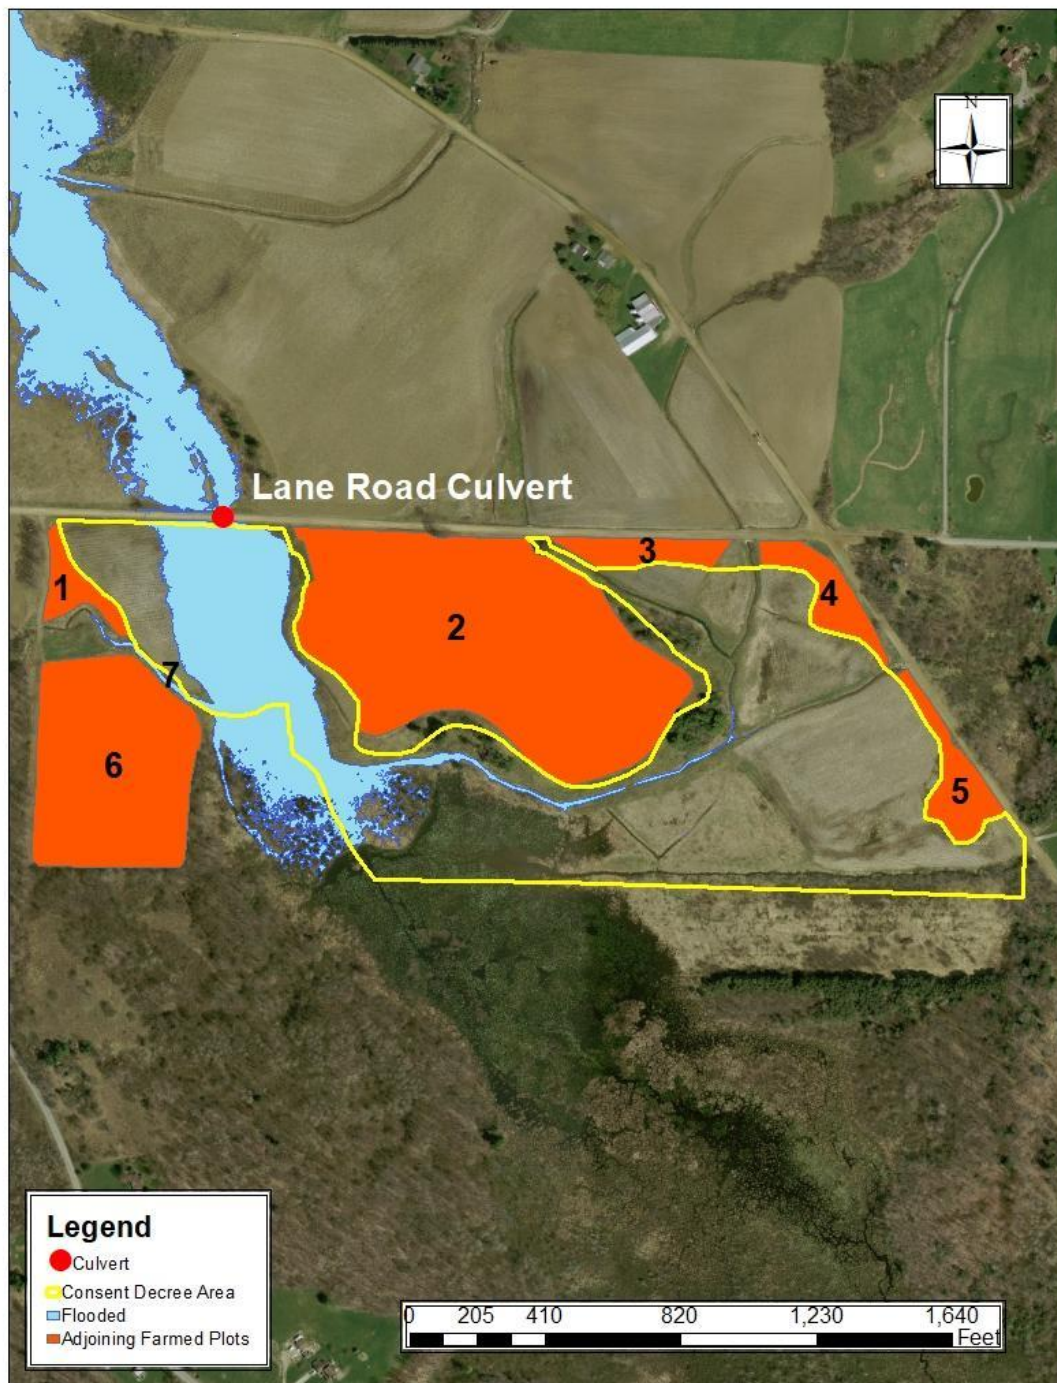 N
Lane Road Culvert
1
2
3
4
5
6
7
Legend
Culvert
Consent Decree Area
Flooded
Adjoining Farmed Plots
0 205 410 820 1,230 1,640
Feet